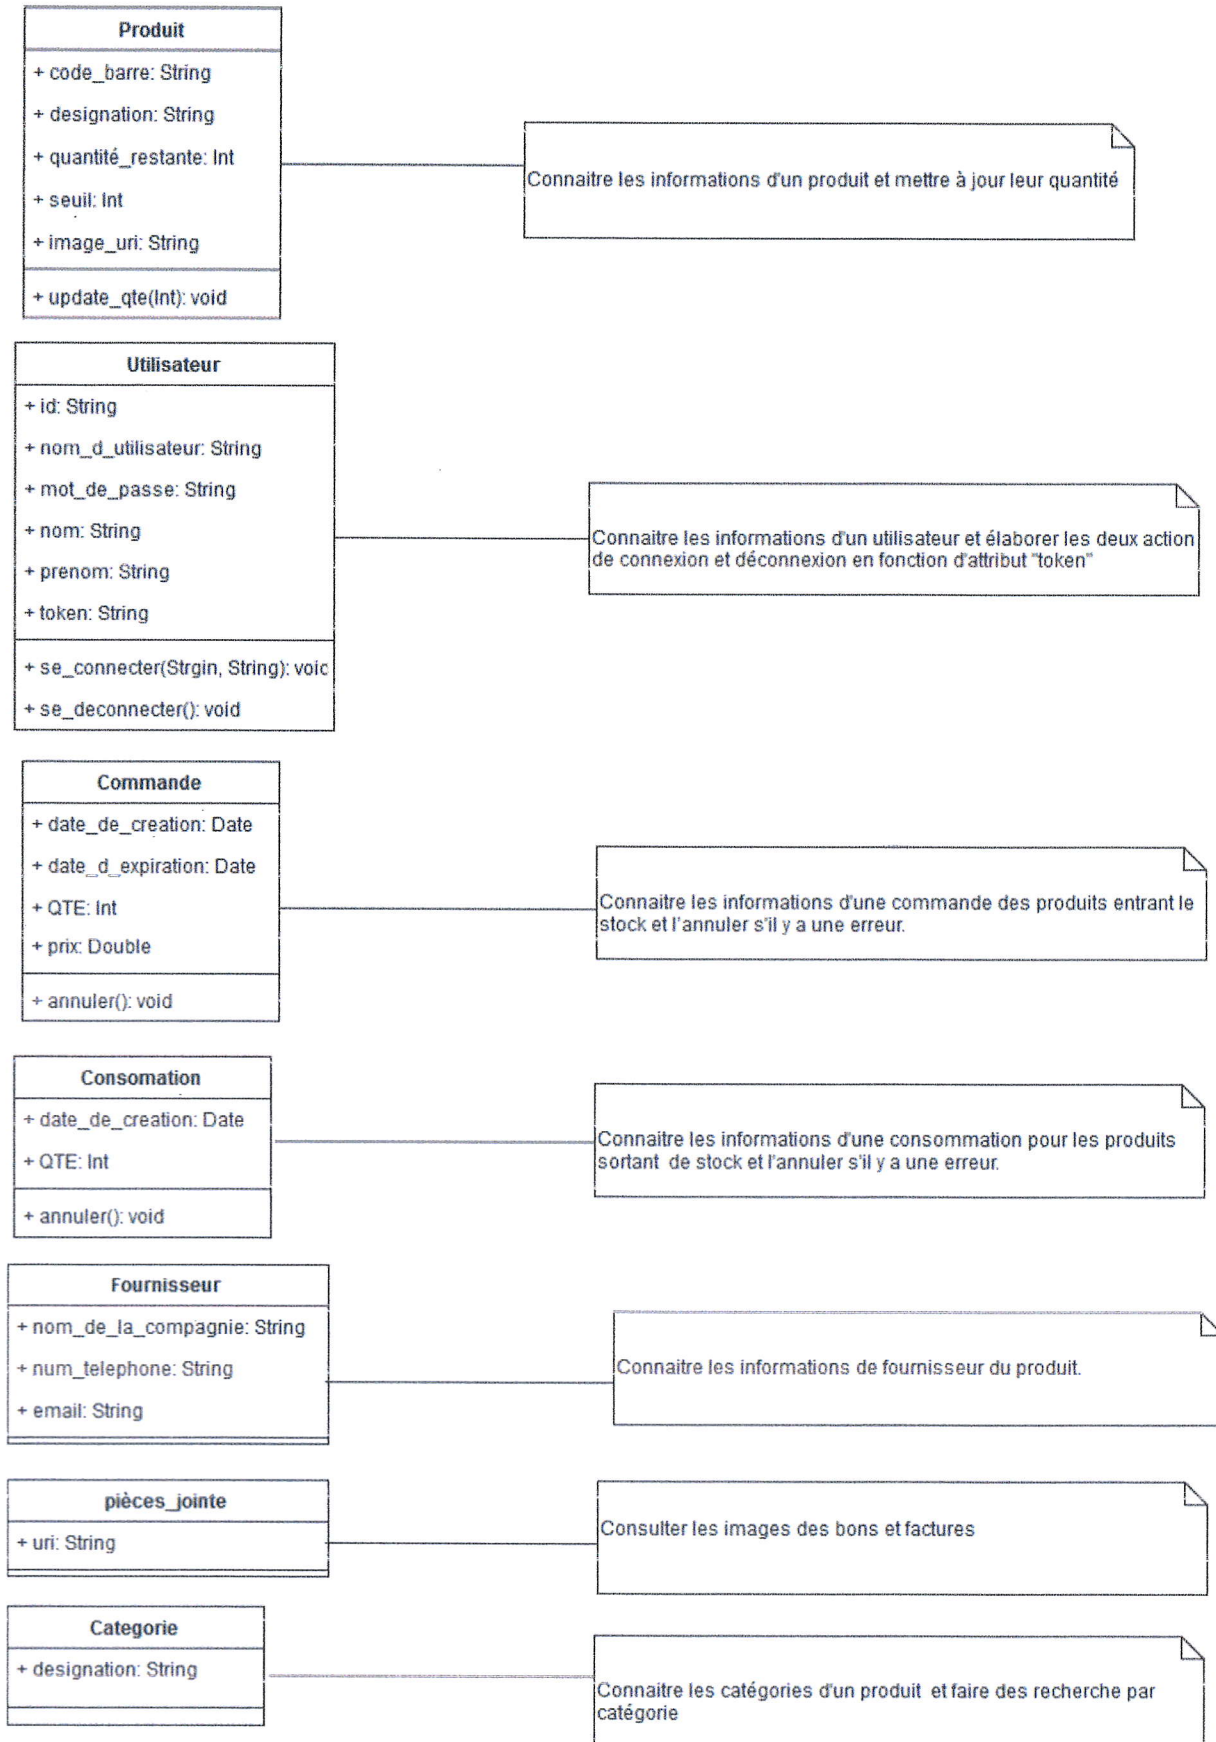 Produit
+ code_barre: String
+ designation: String
+ quantité_restante: Int
+ seuil: Int
+ image_uri: String
+ update_qte(Int): void
Connaitre les informations d'un produit et mettre à jour leur quantité
Utilisateur
+ id: String
+ nom_d_utilisateur: String
+ mot_de_passe: String
+ nom: String
+ prenom: String
+ token: String
+ se_connecter(Strgin, String): void
+ se_deconnecter(): void
Connaitre les informations d'un utilisateur et élaborer les deux action
de connexion et déconnexion en fonction d'attribut "token"
Commande
+ date_de_creation: Date
+ date_d_expiration: Date
+ QTE: Int
+ prix: Double
+ annuler(): void
Connaitre les informations d'une commande des produits entrant le
stock et l'annuler s'il y a une erreur.
Consomation
+ date_de_creation: Date
+ QTE: Int
+ annuler(): void
Connaitre les informations d'une consommation pour les produits
sortant de stock et l'annuler s'il y a une erreur.
Fournisseur
+ nom_de_la_compagnie: String
+ num_telephone: String
+ email: String
Connaitre les informations de fournisseur du produit.
pièces_jointe
+ uri: String
Consulter les images des bons et factures
Categorie
+ designation: String
Connaitre les catégories d'un produit et faire des recherche par
catégorie